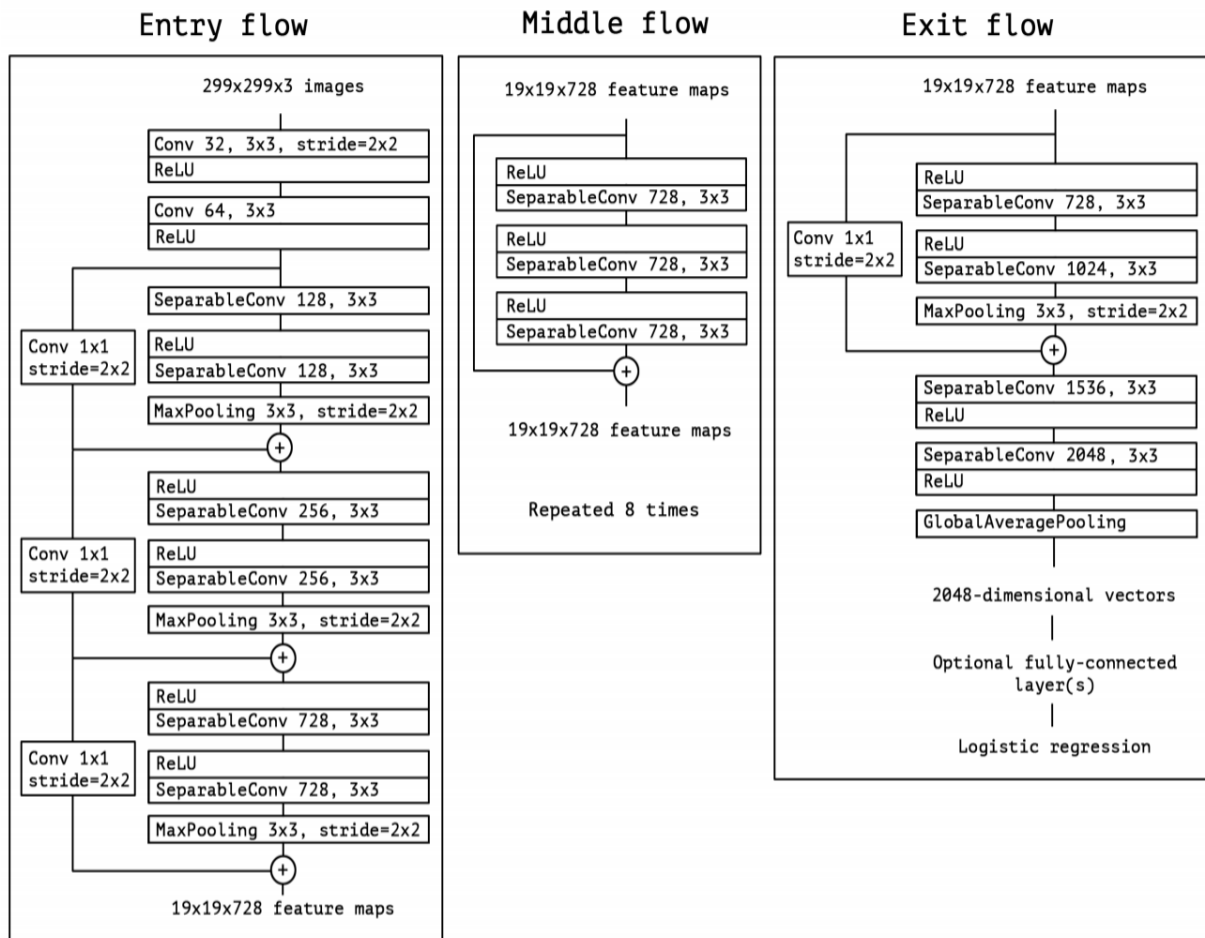 Entry flow
299x299x3 images
Conv 32, 3x3, stride=2x2
ReLU
Conv 64, 3x3
ReLU
SeparableConv 128, 3x3
Conv 1x1
stride=2x2
ReLU
SeparableConv 128, 3x3
MaxPooling 3x3, stride=2x2
+
ReLU
SeparableConv 256, 3x3
Conv 1x1
stride=2x2
ReLU
SeparableConv 256, 3x3
MaxPooling 3x3, stride=2x2
+
ReLU
SeparableConv 728, 3x3
Conv 1x1
stride=2x2
ReLU
SeparableConv 728, 3x3
MaxPooling 3x3, stride=2x2
+
19x19x728 feature maps
Middle flow
19x19x728 feature maps
ReLU
SeparableConv 728, 3x3
ReLU
SeparableConv 728, 3x3
ReLU
SeparableConv 728, 3x3
+
19x19x728 feature maps
Repeated 8 times
Exit flow
19x19x728 feature maps
ReLU
SeparableConv 728, 3x3
Conv 1x1
stride=2x2
ReLU
SeparableConv 1024, 3x3
MaxPooling 3x3, stride=2x2
+
SeparableConv 1536, 3x3
ReLU
SeparableConv 2048, 3x3
ReLU
GlobalAveragePooling
2048-dimensional vectors
Optional fully-connected
layer(s)
Logistic regression